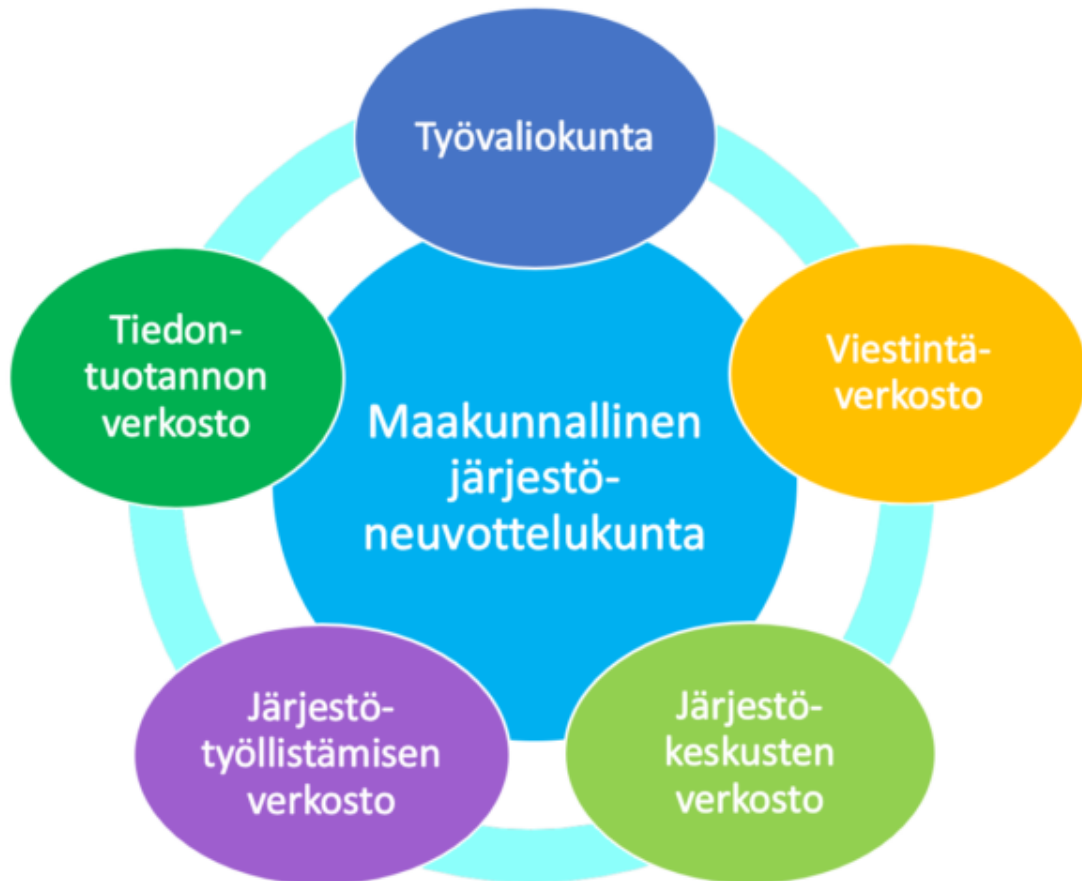 Työvaliokunta
Viestintä-
verkosto
Järjestö-
keskusten
verkosto
Järjestö-
työllistämisen
verkosto
Tiedon-
tuotannon
verkosto
Maakunnallinen
järjestö-
neuvottelukunta